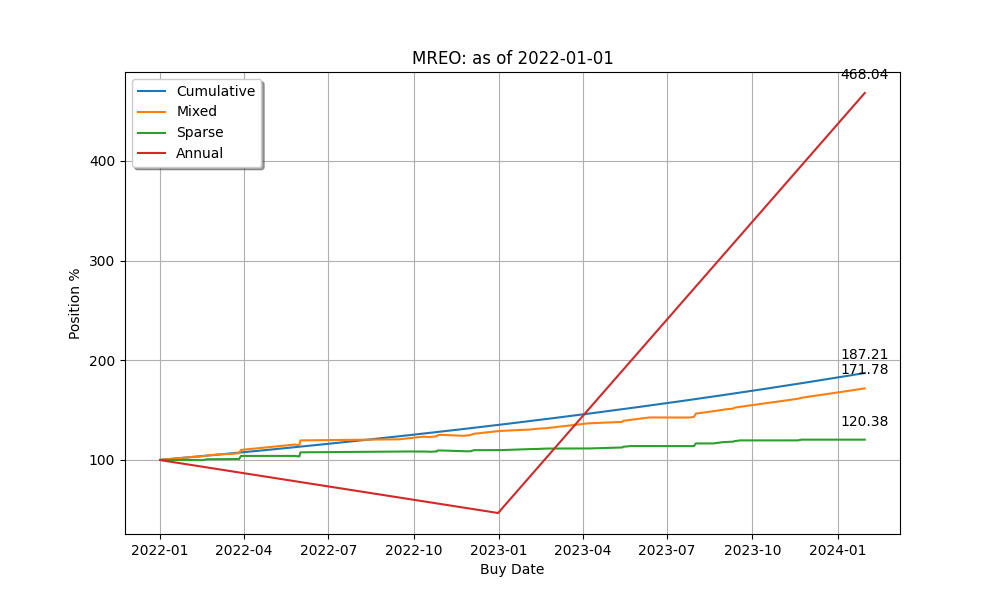 MREO: as of 2022-01-01
468.04
Cumulative
Mixed
Sparse
Annual
400
300
200
100
Position %
187.21
171.78
120.38
2022-01 2022-04 2022-07 2022-10 2023-01 2023-04 2023-07 2023-10 2024-01
Buy Date